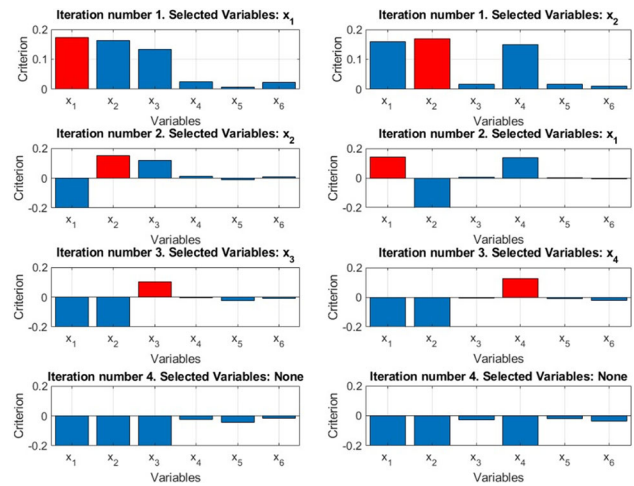 Iteration number 1. Selected Variables: x1
0.2
0.1
0
Criterion
x1 x2 x3 x4 x5 x6
Variables
Iteration number 2. Selected Variables: x2
0.2
0
-0.2
Criterion
x1 x2 x3 x4 x5 x6
Variables
Iteration number 3. Selected Variables: x3
0.2
0
-0.2
Criterion
x1 x2 x3 x4 x5 x6
Variables
Iteration number 4. Selected Variables: None
0.2
0
-0.2
Criterion
x1 x2 x3 x4 x5 x6
Variables
Iteration number 1. Selected Variables: x2
0.2
0.1
0
Criterion
x1 x2 x3 x4 x5 x6
Variables
Iteration number 2. Selected Variables: x1
0.2
0
-0.2
Criterion
x1 x2 x3 x4 x5 x6
Variables
Iteration number 3. Selected Variables: x4
0.2
0
-0.2
Criterion
x1 x2 x3 x4 x5 x6
Variables
Iteration number 4. Selected Variables: None
0.2
0
-0.2
Criterion
x1 x2 x3 x4 x5 x6
Variables